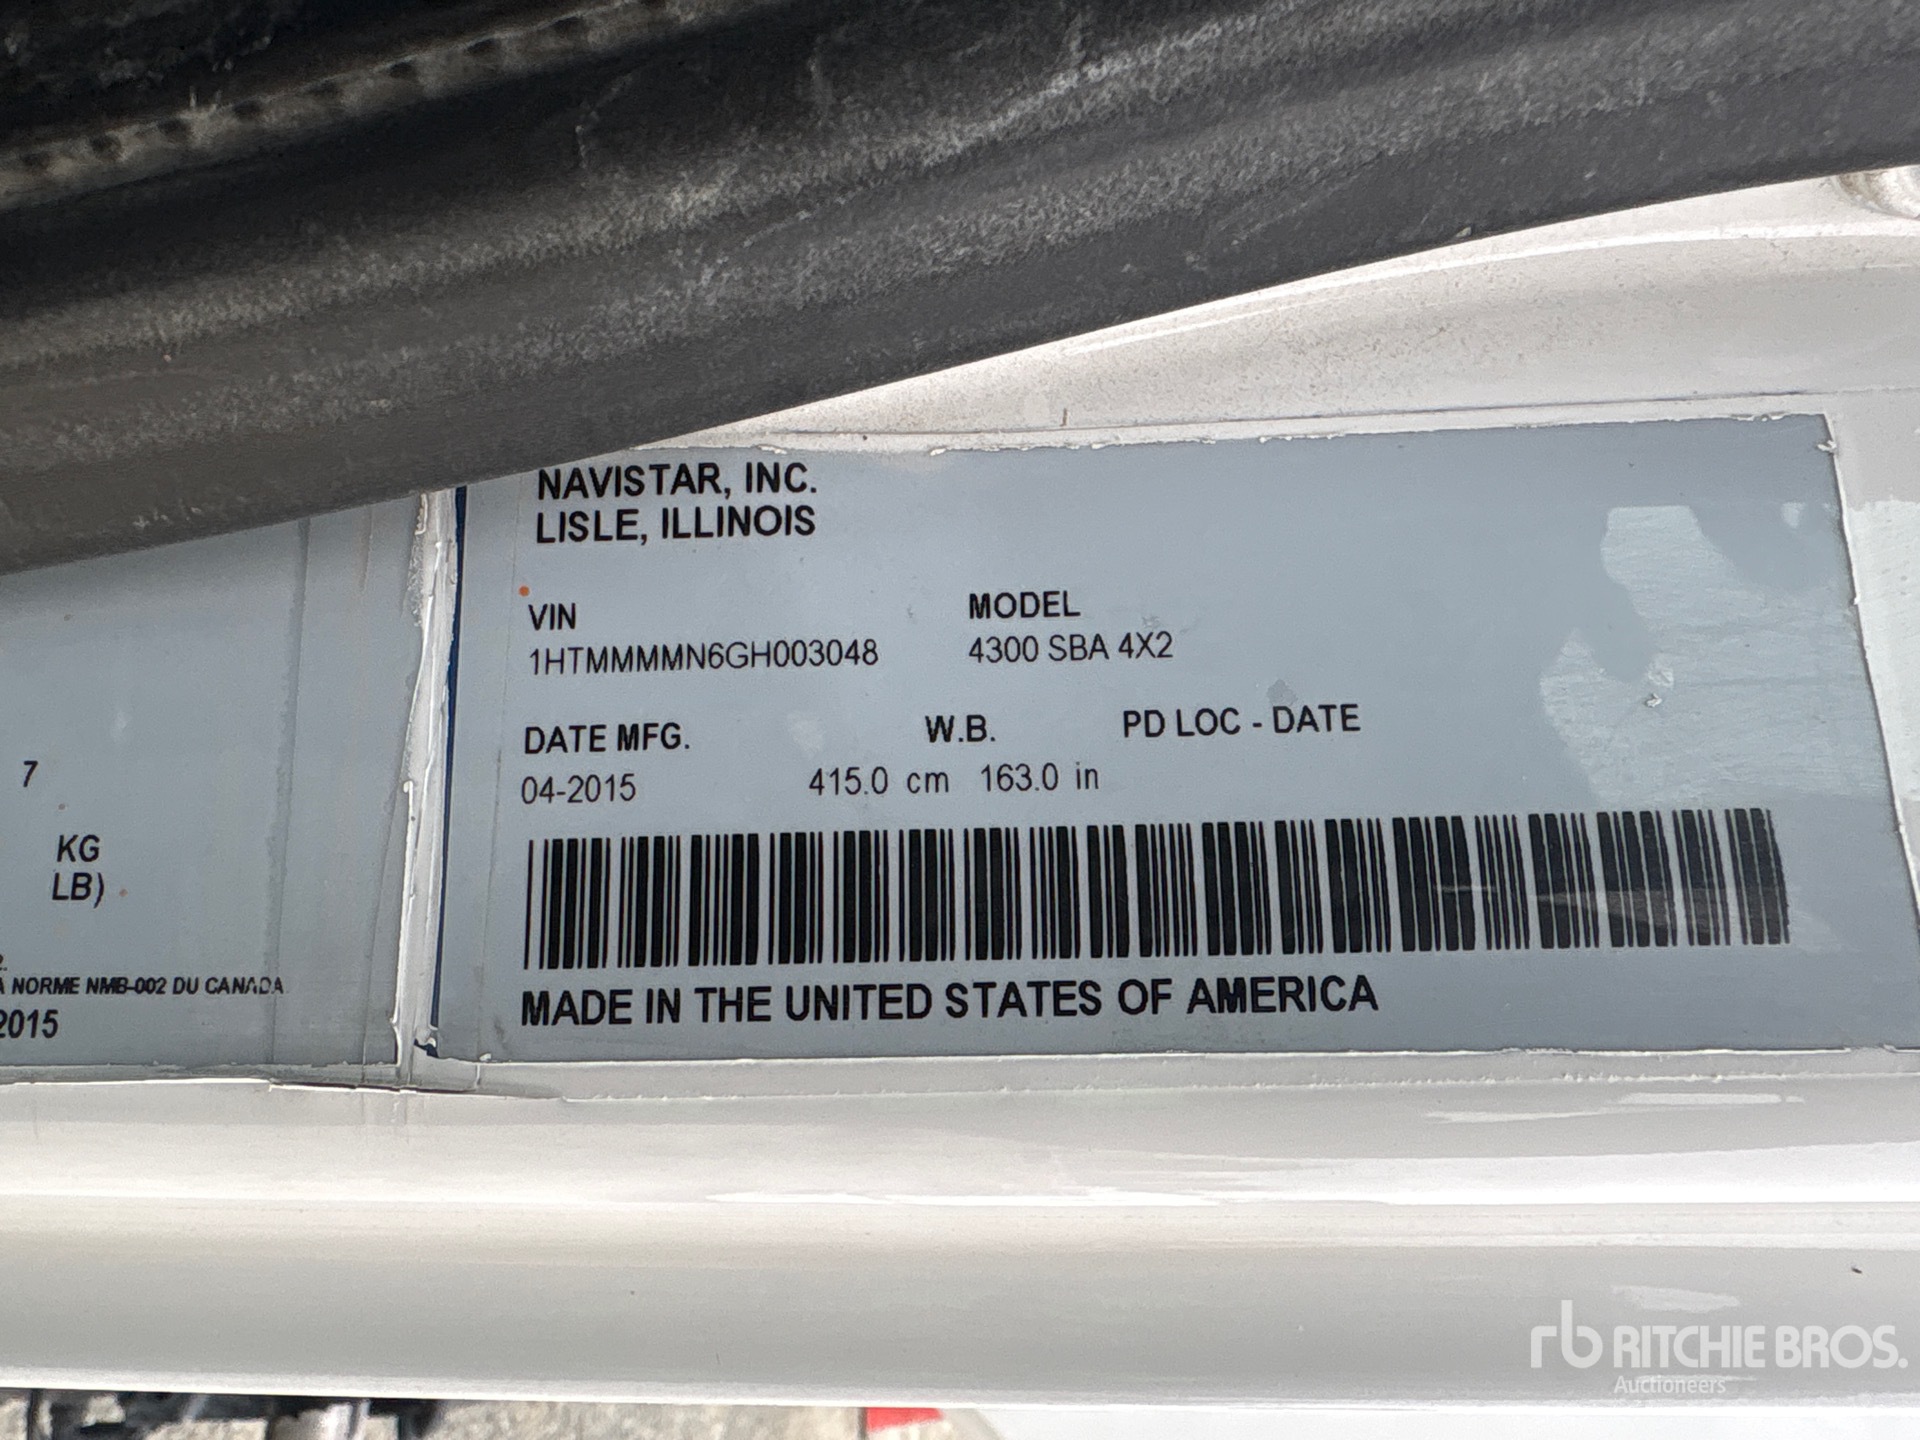 NAVISTAR, INC.
LISLE, ILLINOIS
VIN MODEL
1HTMMMMN6GH003048 4300 SBA 4X2
DATE MFG. W.B. PD LOC - DATE
04-2015 415.0 cm 163.0 in
MADE IN THE UNITED STATES OF AMERICA
7
KG
LB)
NORME NMB-002 DU CANADA
2015
rb RITCHIE BROS.
Auctioneers